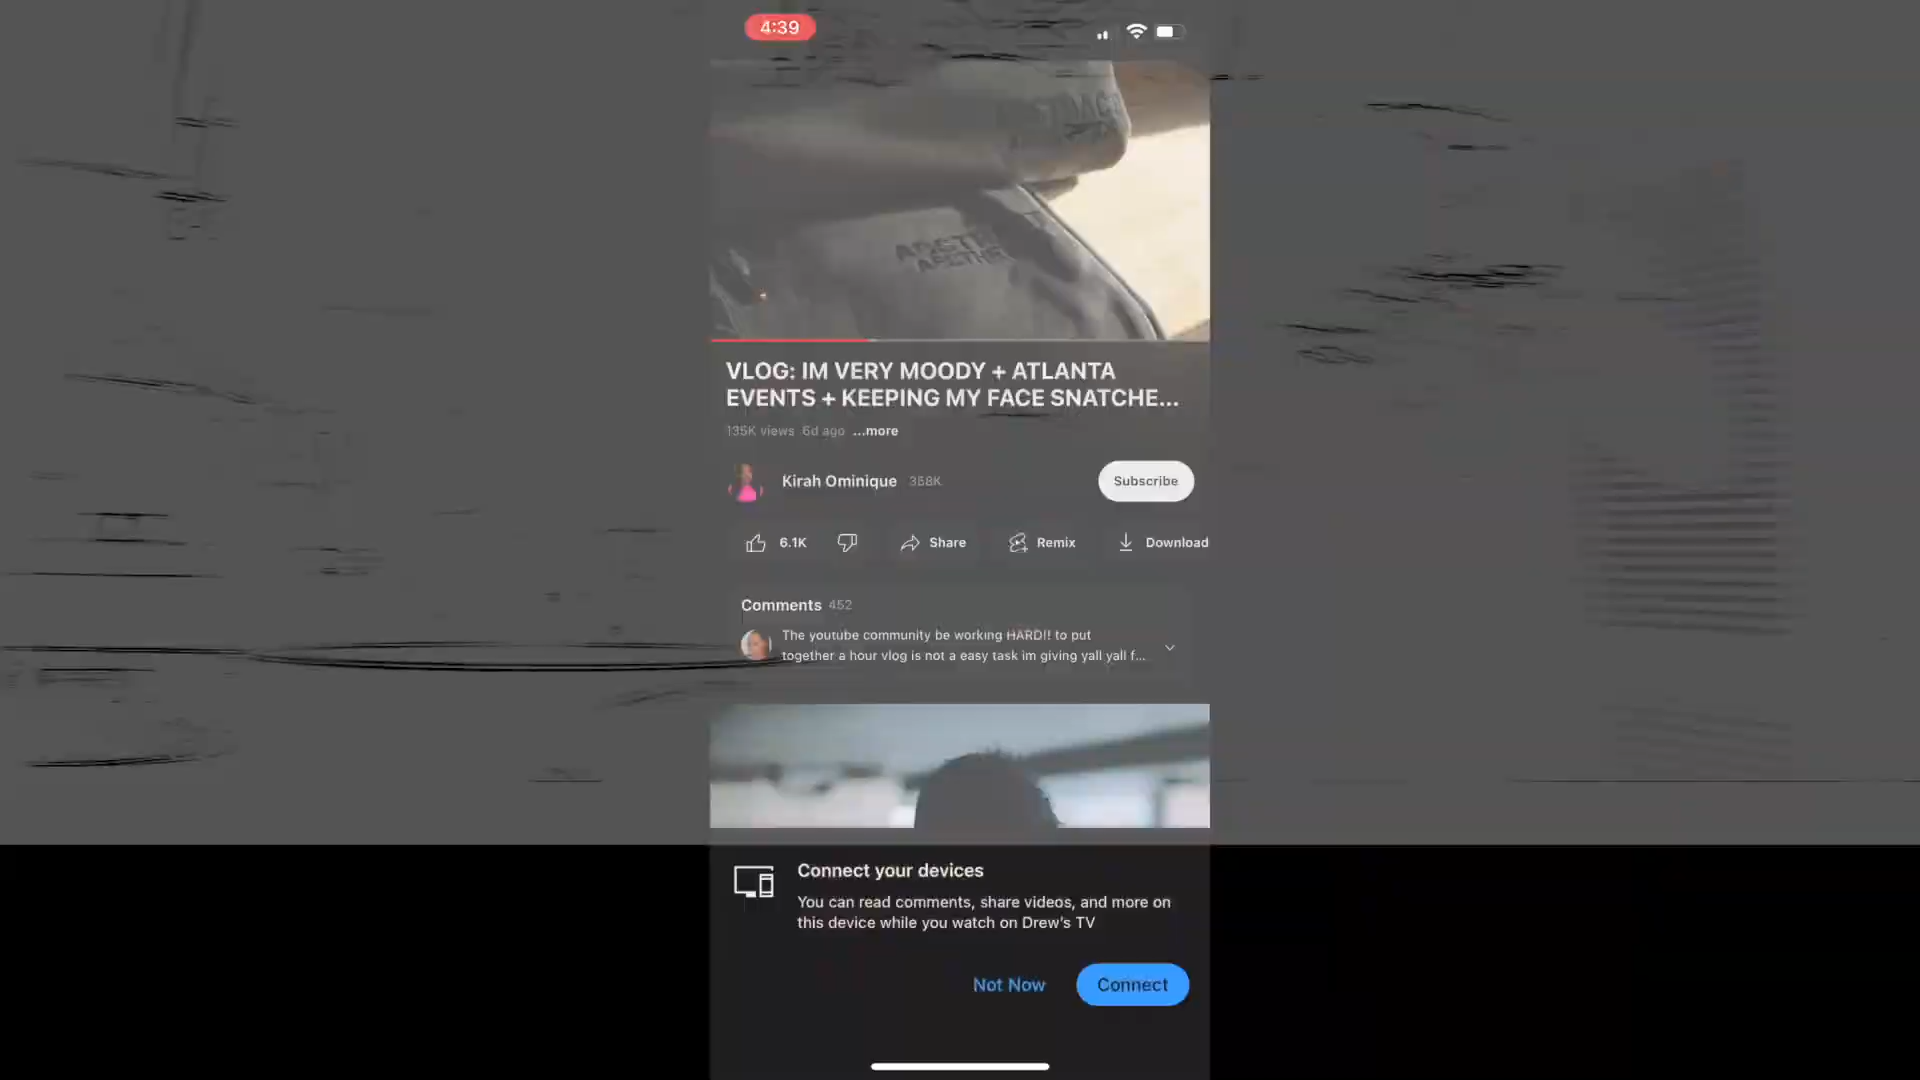 4:39
VLOG: IM VERY MOODY + ATLANTA
EVENTS + KEEPING MY FACE SNATCHE...
135K views 6d ago ...more
Kirah Ominique 358K
Subscribe
6.1K
Share
Remix
Download
Comments 452
The youtube community be working HARD!! to put
together a hour vlog is not a easy task im giving yall yall f...
Connect your devices
You can read comments, share videos, and more on
this device while you watch on Drew's TV
Not Now
Connect